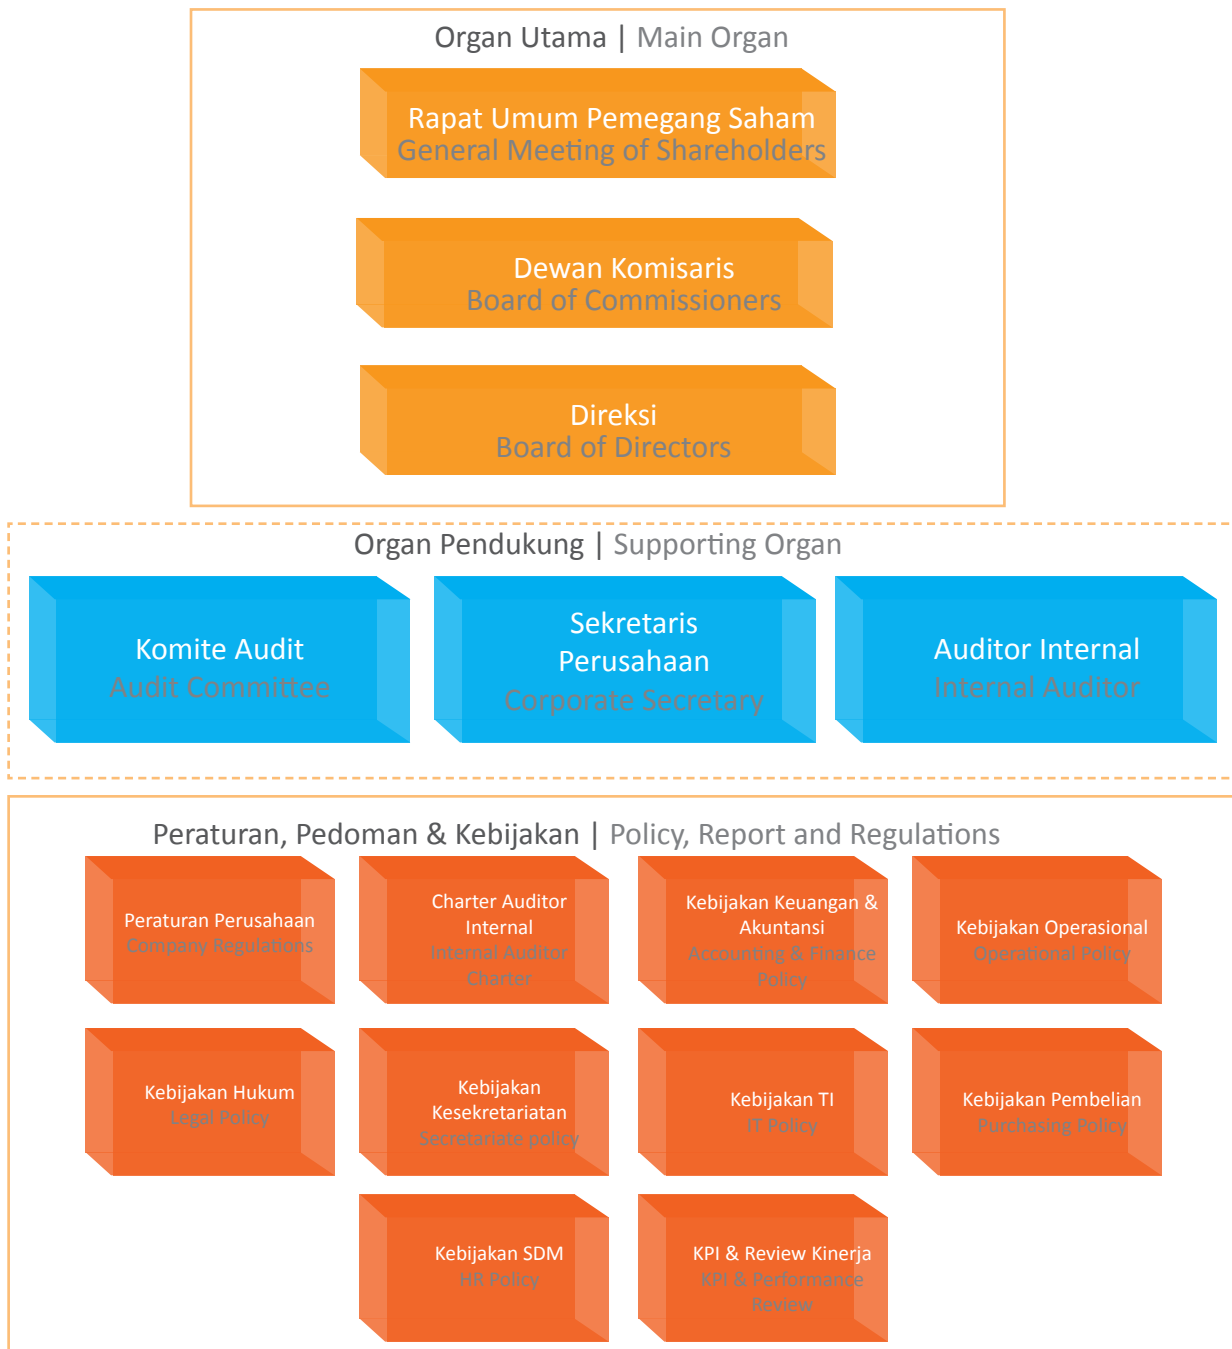 Organ Utama | Main Organ
Rapat Umum Pemegang Saham
General Meeting of Shareholders
Dewan Komisaris
Board of Commissioners
Direksi
Board of Directors
Organ Pendukung | Supporting Organ
Komite Audit
Audit Committee
Sekretaris
Perusahaan
Corporate Secretary
Auditor Internal
Internal Auditor
Peraturan, Pedoman & Kebijakan | Policy, Report and Regulations
Peraturan Perusahaan
Company Regulations
Charter Auditor
Internal
Internal Auditor
Charter
Kebijakan Keuangan &
Akuntansi
Accounting & Finance
Policy
Kebijakan Operasional
Operational Policy
Kebijakan Hukum
Legal Policy
Kebijakan
Kesekretariatan
Secretariate policy
Kebijakan TI
IT Policy
Kebijakan Pembelian
Purchasing Policy
Kebijakan SDM
HR Policy
KPI & Review Kinerja
KPI & Performance
Review